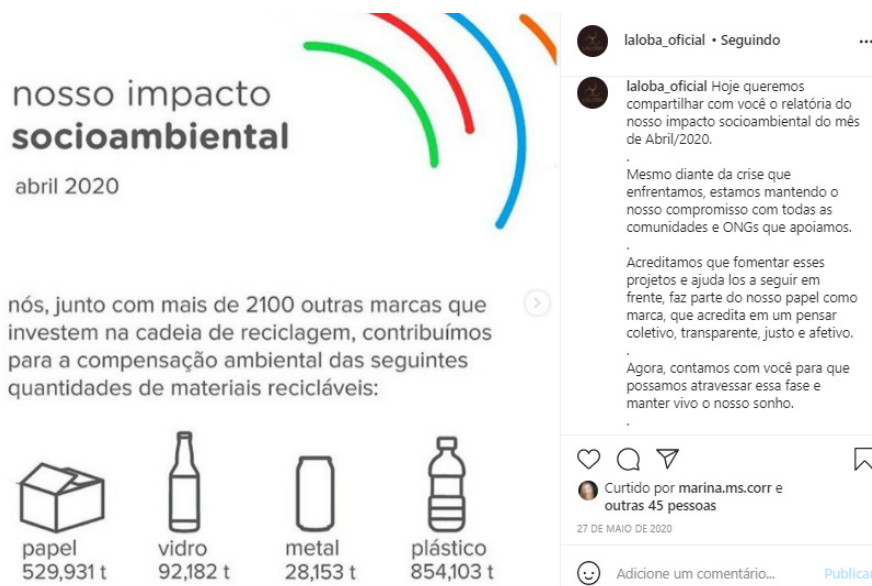 nosso impacto
socioambiental
abril 2020
nós, junto com mais de 2100 outras marcas que
investem na cadeia de reciclagem, contribuímos
para a compensação ambiental das seguintes
quantidades de materiais recicláveis:
papel
529,931 t
vidro
92,182 t
metal
28,153 t
plástico
854,103 t
laloba_oficial • Seguindo
laloba_oficial Hoje queremos
compartilhar com você o relatória do
nosso impacto socioambiental do mês
de Abril/2020.
.
Mesmo diante da crise que
enfrentamos, estamos mantendo o
nosso compromisso com todas as
comunidades e ONGs que apoiamos.
.
Acreditamos que fomentar esses
projetos e ajuda los a seguir em
frente, faz parte do nosso papel como
marca, que acredita em um pensar
coletivo, transparente, justo e afetivo.
.
Agora, contamos com você para que
possamos atravessar essa fase e
manter vivo o nosso sonho.
.
Curtido por marina.ms.corr e
outras 45 pessoas
27 DE MAIO DE 2020
Adicione um comentário...
Publicar